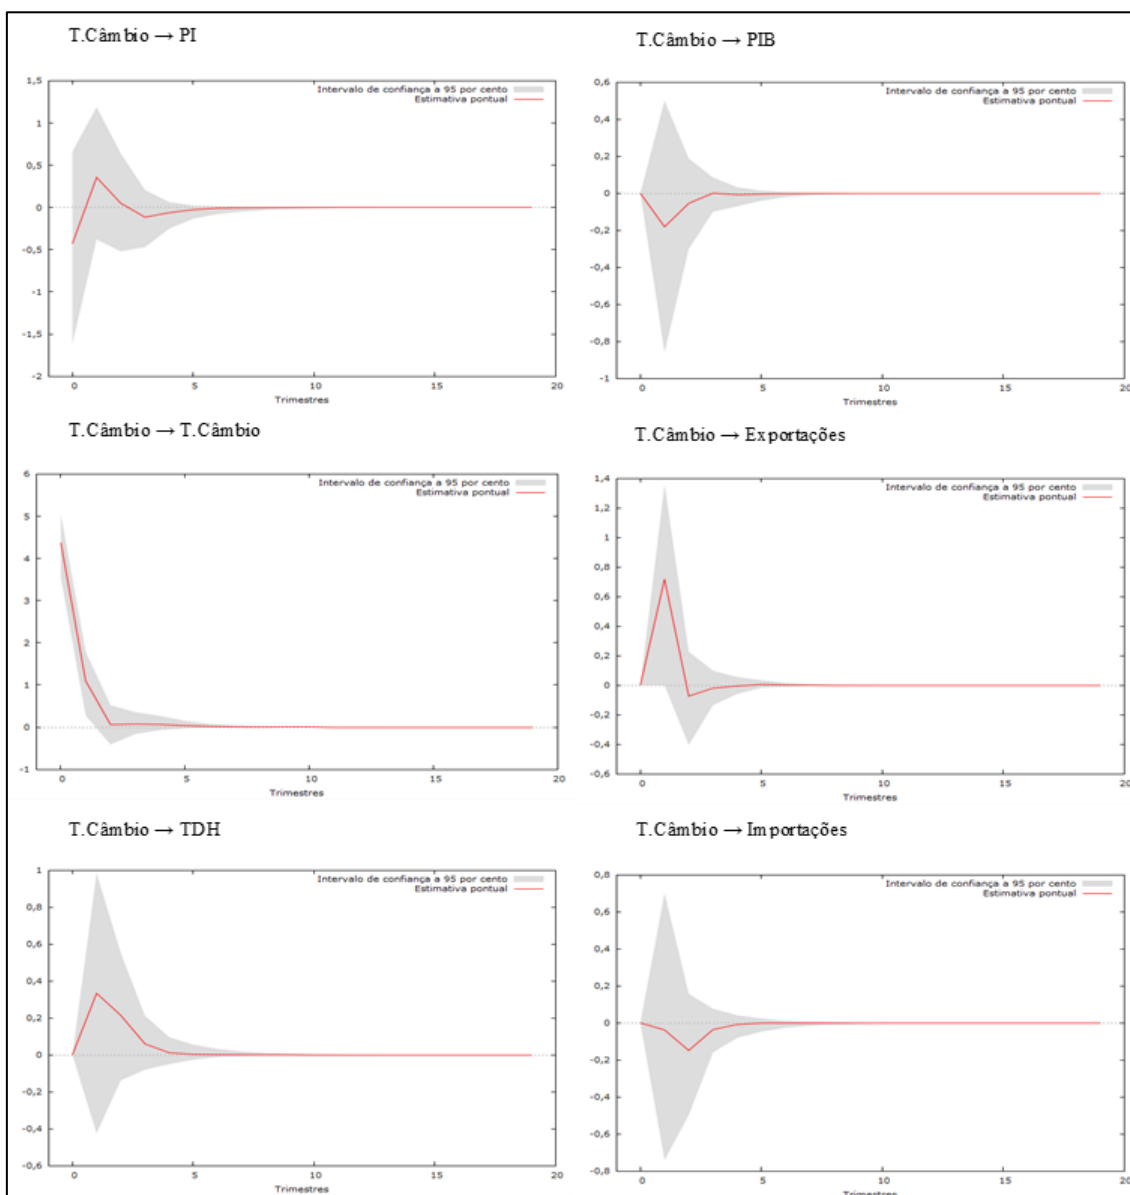 T.Câmbio → PI
1,5
1
0,5
0
-0,5
-1
-1,5
-2
0 5 10 15 20
Intervalo de confiança a 95 por cento
Estimativa pontual
Trimestres
T.Câmbio → PIB
0,6
0,4
0,2
0
-0,2
-0,4
-0,6
-0,8
-1
0 5 10 15 20
Intervalo de confiança a 95 por cento
Estimativa pontual
Trimestres
T.Câmbio → T.Câmbio
6
5
4
3
2
1
0
-1
0 5 10 15 20
Intervalo de confiança a 95 por cento
Estimativa pontual
Trimestres
T.Câmbio → Exportações
1,4
1,2
1
0,8
0,6
0,4
0,2
0
-0,2
-0,4
-0,6
0 5 10 15 20
Intervalo de confiança a 95 por cento
Estimativa pontual
Trimestres
T.Câmbio → TDH
1
0,8
0,6
0,4
0,2
0
-0,2
-0,4
-0,6
0 5 10 15 20
Intervalo de confiança a 95 por cento
Estimativa pontual
Trimestres
T.Câmbio → Importações
0,8
0,6
0,4
0,2
0
-0,2
-0,4
-0,6
-0,8
0 5 10 15 20
Intervalo de confiança a 95 por cento
Estimativa pontual
Trimestres